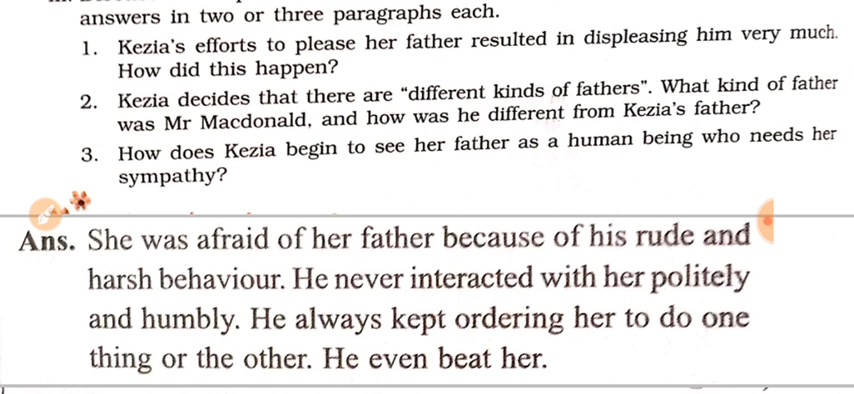 answers in two or three paragraphs each.
1. Kezia's efforts to please her father resulted in displeasing him very much.
How did this happen?
2. Kezia decides that there are "different kinds of fathers". What kind of father
was Mr Macdonald, and how was he different from Kezia's father?
3. How does Kezia begin to see her father as a human being who needs her
sympathy?
Ans. She was afraid of her father because of his rude and
harsh behaviour. He never interacted with her politely
and humbly. He always kept ordering her to do one
thing or the other. He even beat her.